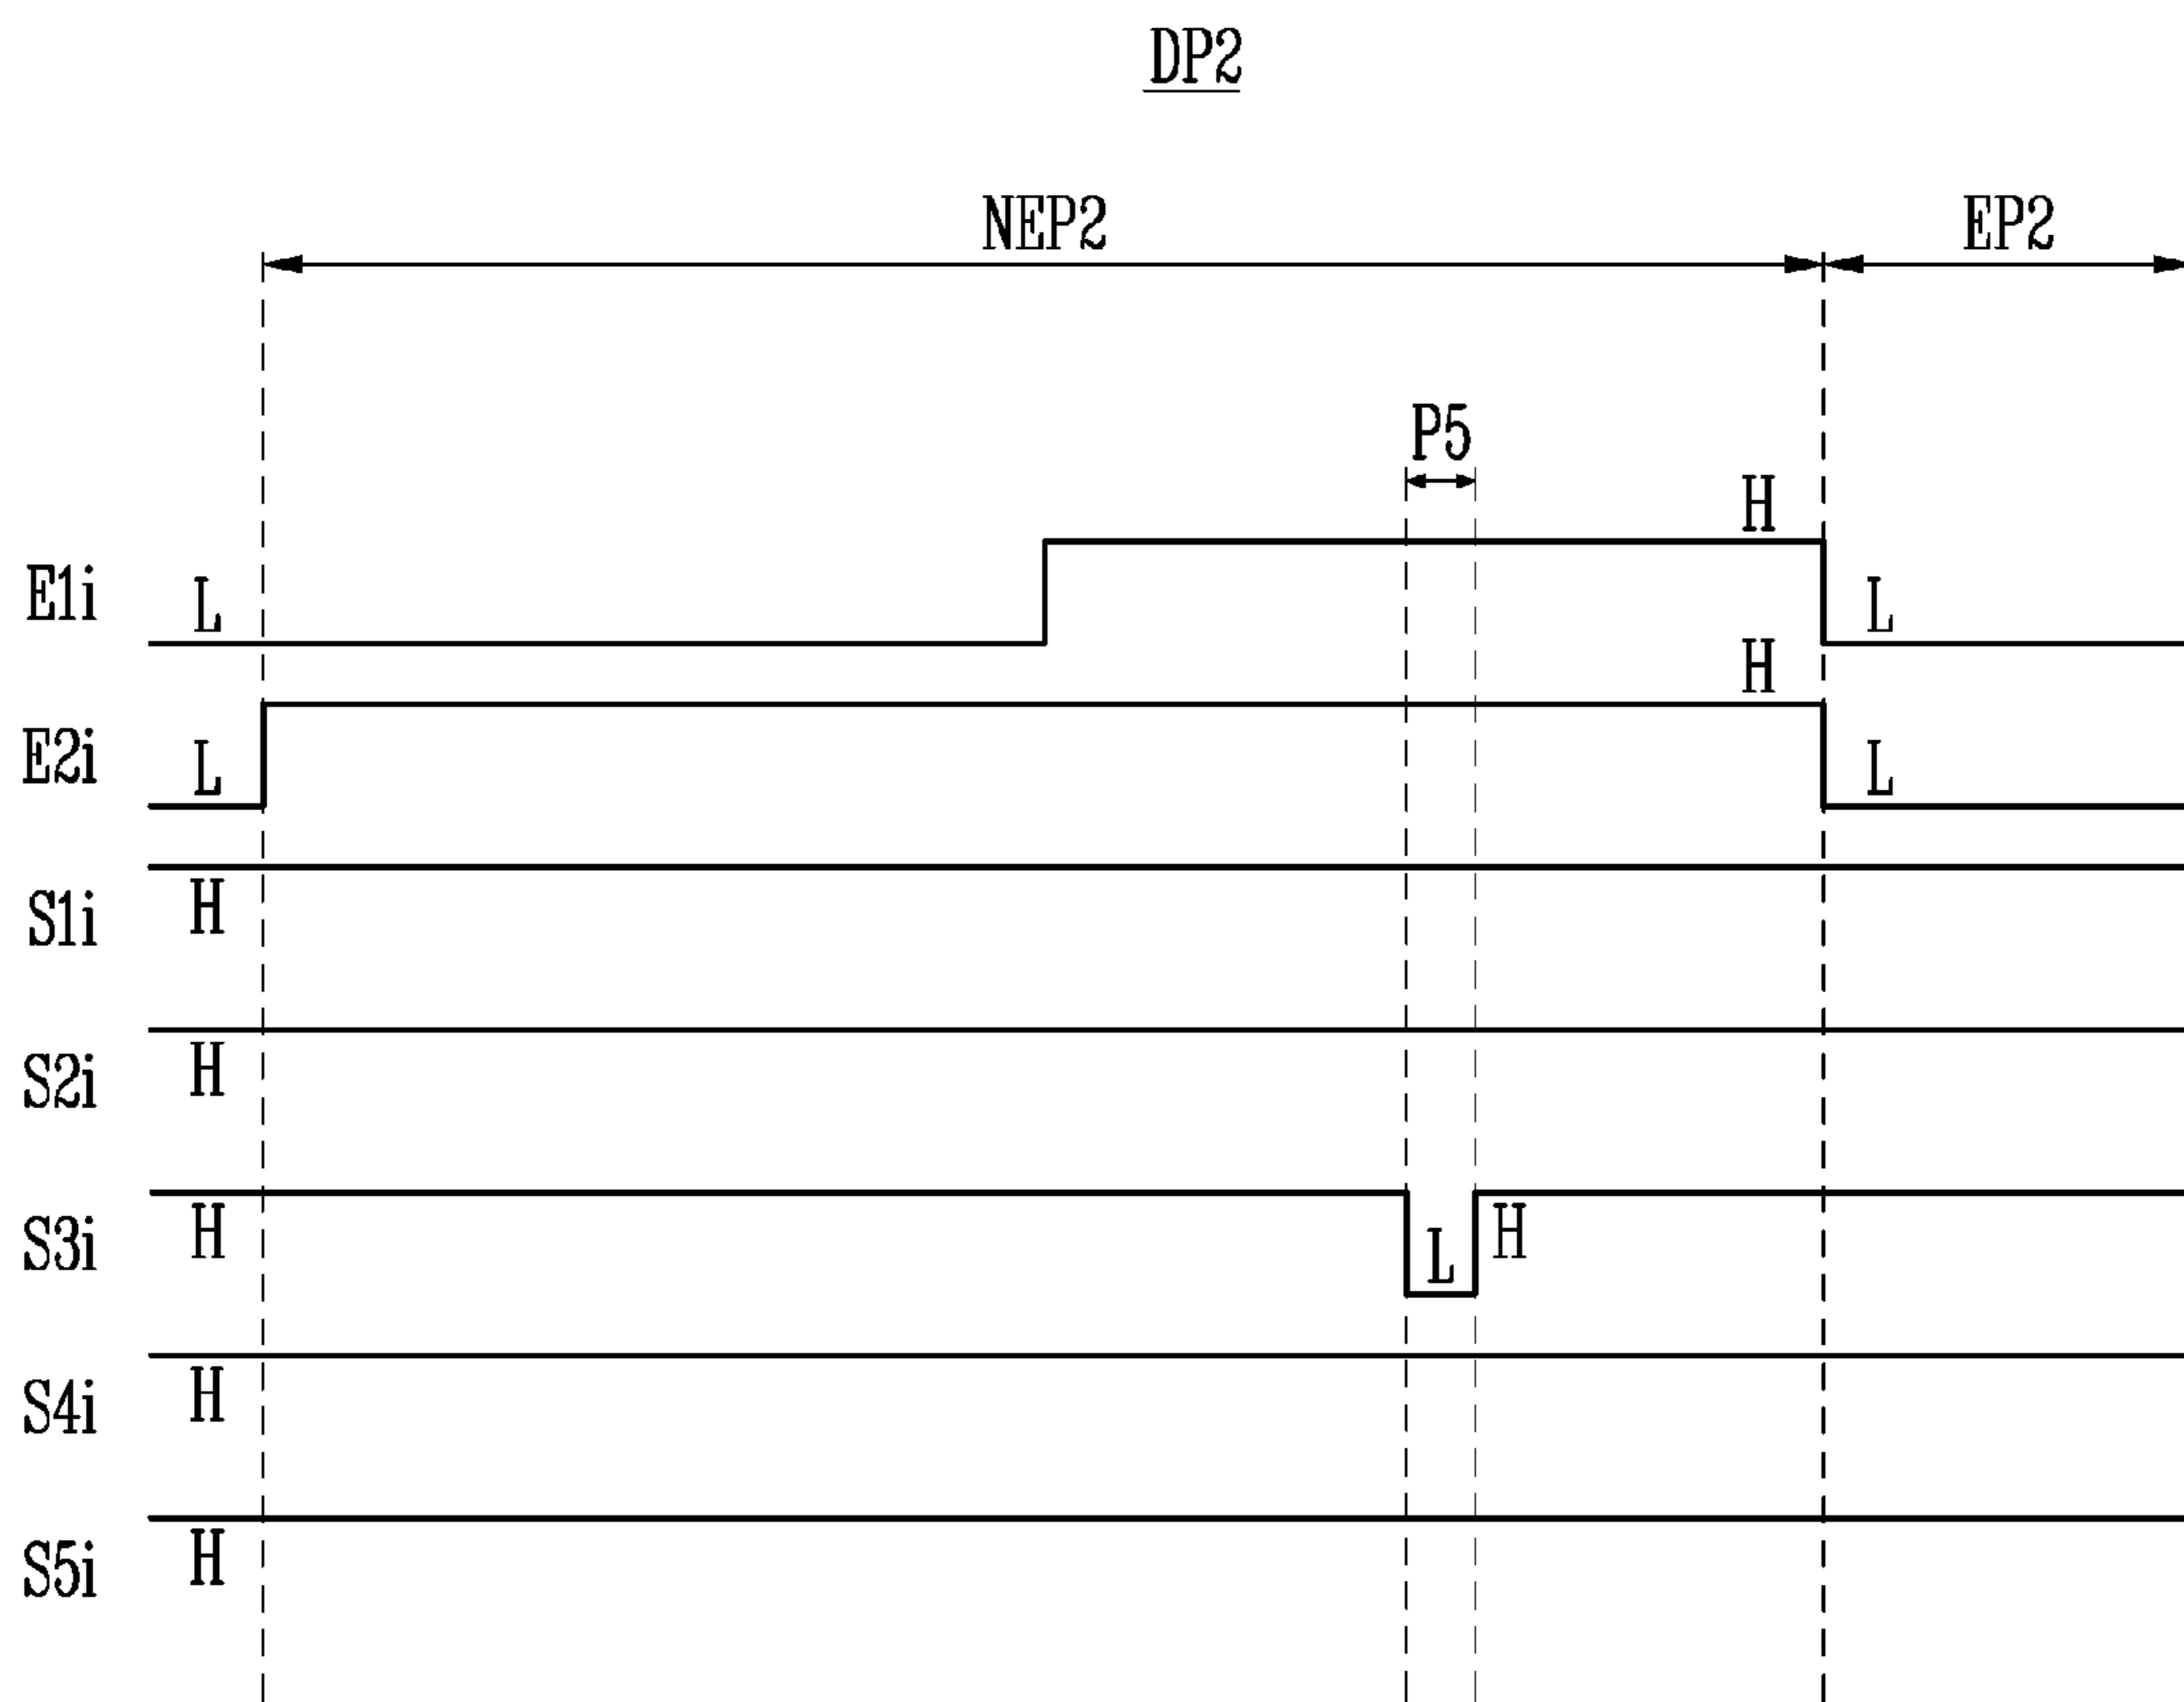 DP2
NEP2 EP2
P5
H
E1i L L
H
E2i L L
S1i H
S2i H
S3i H L H
S4i H
S5i H